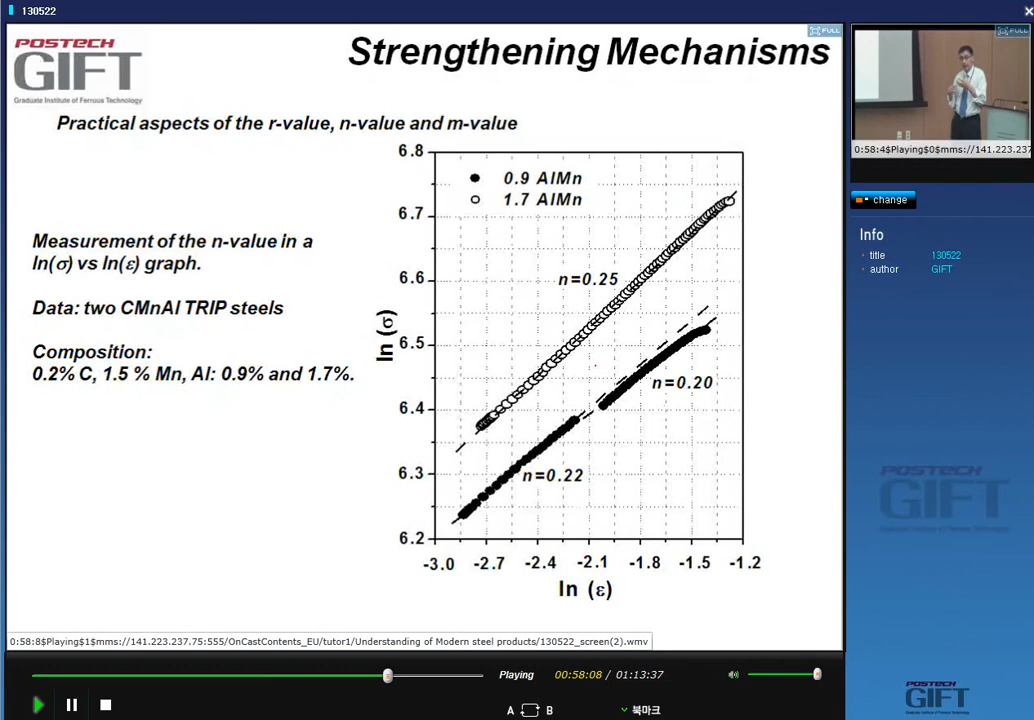 130522
POSTECH
GIFT
Graduate Institute of Ferrous Technology
Strengthening Mechanisms
FULL
FULL
Practical aspects of the r-value, n-value and m-value
Measurement of the n-value in a
ln(σ) vs ln(ε) graph.
Data: two CMnAl TRIP steels
Composition:
0.2% C, 1.5 % Mn, Al: 0.9% and 1.7%.
6.8
6.7
6.6
6.5
6.4
6.3
6.2
ln (σ)
0.9 AlMn
1.7 AlMn
n=0.25
n=0.20
n=0.22
-3.0 -2.7 -2.4 -2.1 -1.8 -1.5 -1.2
ln (ε)
0:58:4$Playing$0$mms://141.223.237
change
Info
title 130522
author GIFT
0:58:8$Playing$1$mms://141.223.237.75:555/OnCastContents_EU/tutor1/Understanding of Modern steel products/130522_screen(2).wmv
Playing 00:58:08 / 01:13:37
A B 북마크
POSTECH
GIFT
POSTECH
GIFT